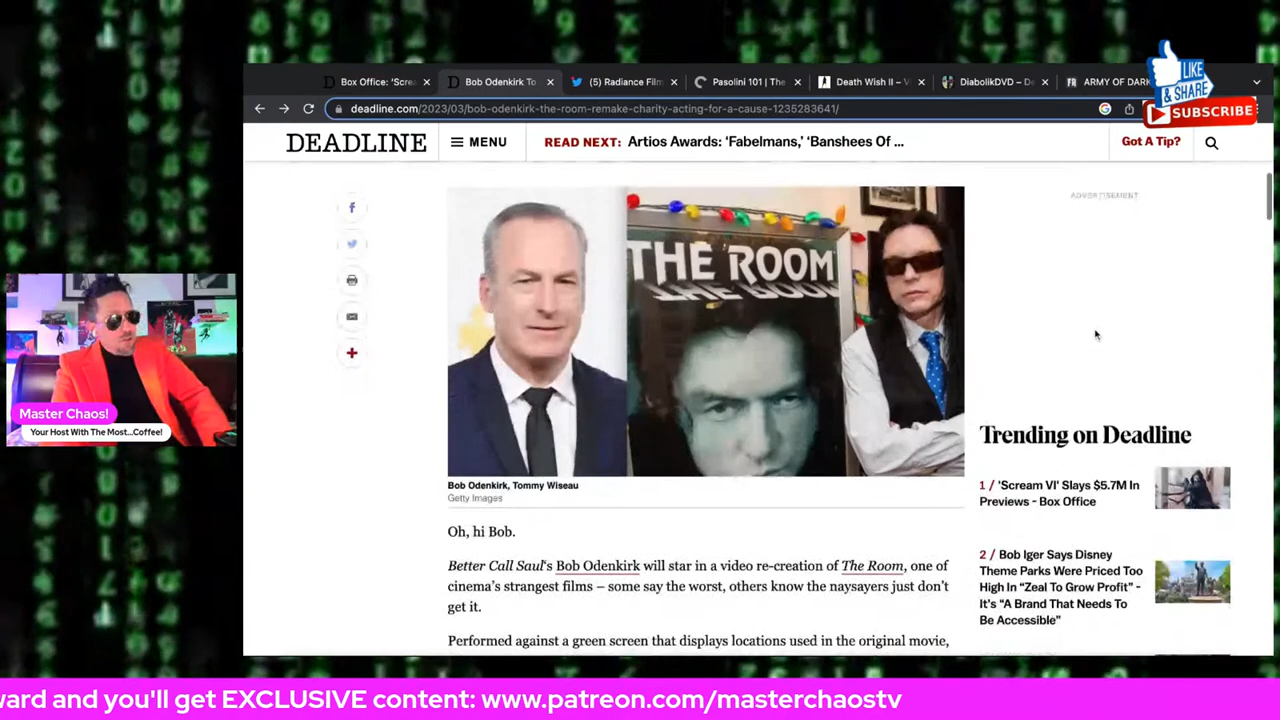 LIKE
& SHARE
SUBSCRIBE
Box Office: 'Screa
Bob Odenkirk To
(5) Radiance Film
Pasolini 101 | The
Death Wish II – V
DiabolikDVD – De
ARMY OF DARK
deadline.com/2023/03/bob-odenkirk-the-room-remake-charity-acting-for-a-cause-1235283641/
DEADLINE
MENU
READ NEXT: Artios Awards: 'Fabelmans,' 'Banshees Of ...
Got A Tip?
ADVERTISEMENT
THE ROOM
Bob Odenkirk, Tommy Wiseau
Getty Images
Oh, hi Bob.
Better Call Saul's Bob Odenkirk will star in a video re-creation of The Room, one of
cinema's strangest films – some say the worst, others know the naysayers just don't
get it.
Performed against a green screen that displays locations used in the original movie,
Trending on Deadline
1 / 'Scream VI' Slays $5.7M In
Previews - Box Office
2 / Bob Iger Says Disney
Theme Parks Were Priced Too
High In "Zeal To Grow Profit" -
It's "A Brand That Needs To
Be Accessible"
Master Chaos!
Your Host With The Most...Coffee!
ward and you'll get EXCLUSIVE content: www.patreon.com/masterchaostv